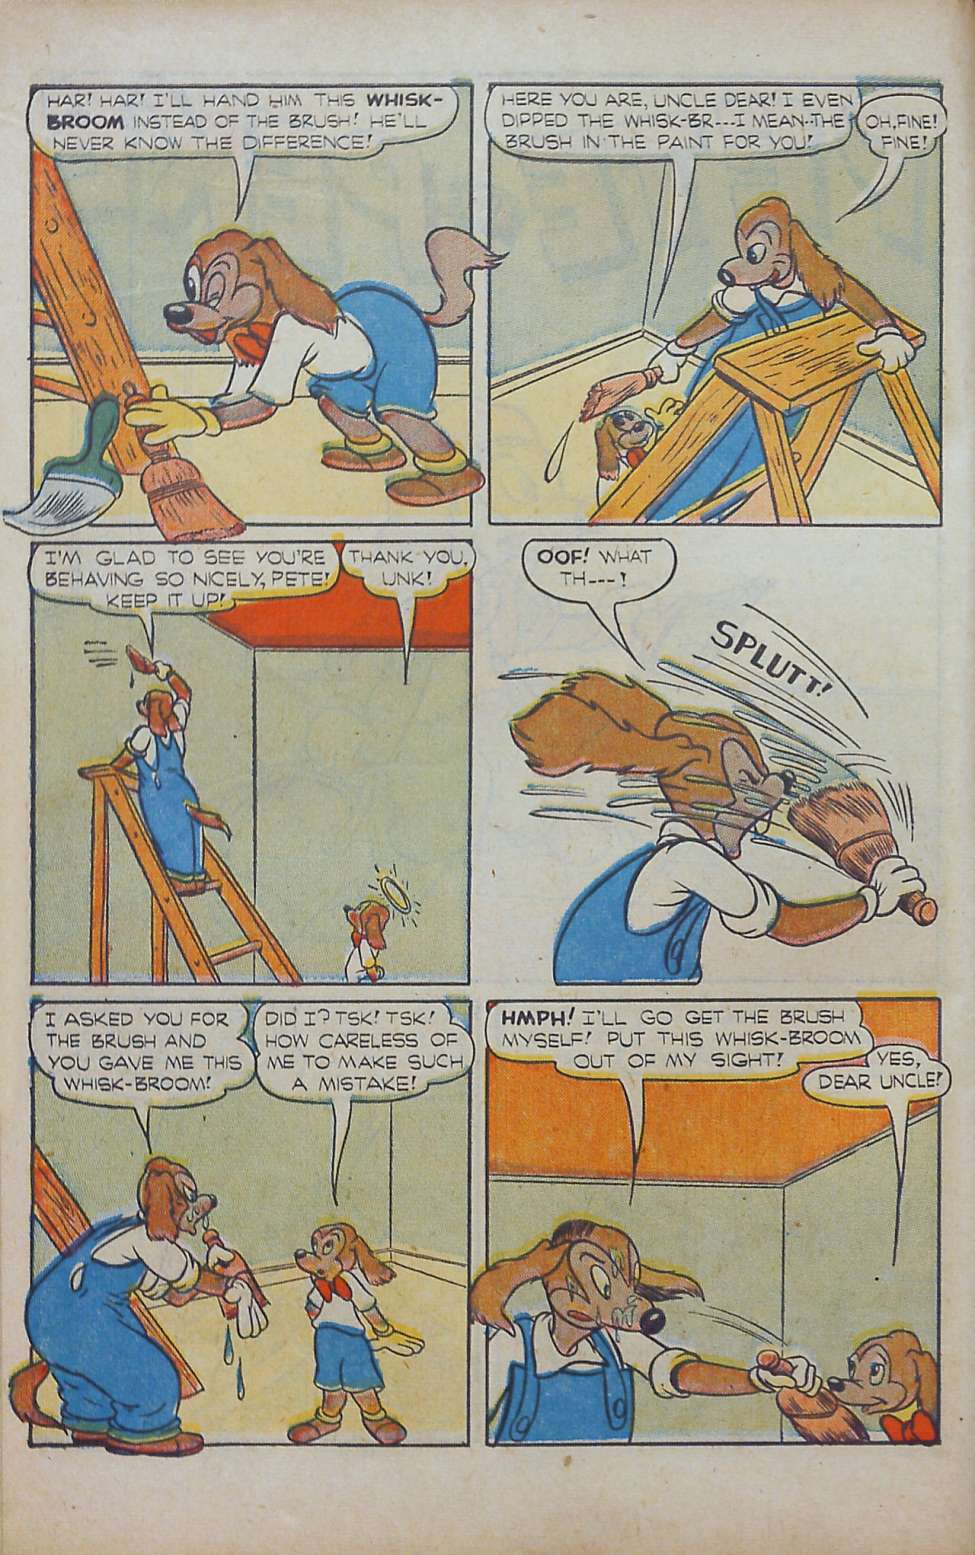 HAR! HAR! I'LL HAND HIM THIS WHISK-
BROOM INSTEAD OF THE BRUSH! HE'LL
NEVER KNOW THE DIFFERENCE!
HERE YOU ARE, UNCLE DEAR! I EVEN
DIPPED THE WHISK-BR---I MEAN--THE
BRUSH IN THE PAINT FOR YOU!
OH, FINE!
FINE!
I'M GLAD TO SEE YOU'RE
BEHAVING SO NICELY, PETE!
KEEP IT UP!
THANK YOU,
UNK!
OOF! WHAT
TH---!
SPLUTT!
I ASKED YOU FOR
THE BRUSH AND
YOU GAVE ME THIS
WHISK-BROOM!
DID I? TSK! TSK!
HOW CARELESS OF
ME TO MAKE SUCH
A MISTAKE!
HMPH! I'LL GO GET THE BRUSH
MYSELF! PUT THIS WHISK-BROOM
OUT OF MY SIGHT!
YES,
DEAR UNCLE!